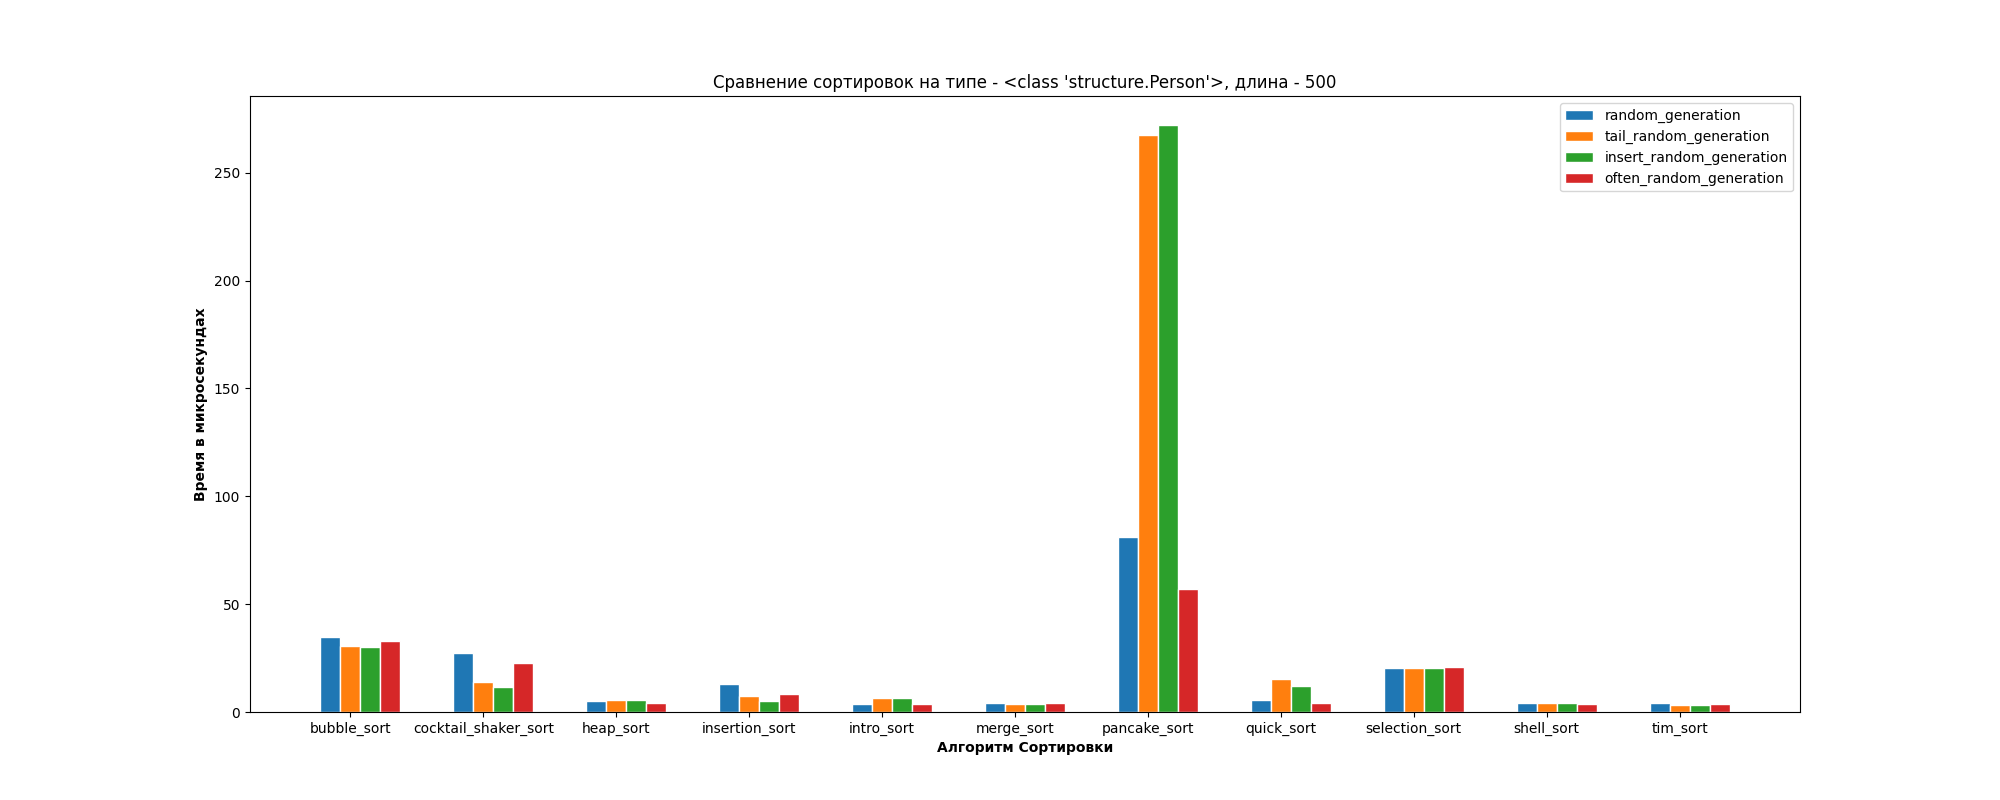 Сравнение сортировок на типе - <class 'structure.Person'>, длина - 500
random_generation
tail_random_generation
insert_random_generation
often_random_generation
Время в микросекундах
250
200
150
100
50
0
bubble_sort cocktail_shaker_sort heap_sort insertion_sort intro_sort merge_sort pancake_sort quick_sort selection_sort shell_sort tim_sort
Алгоритм Сортировки